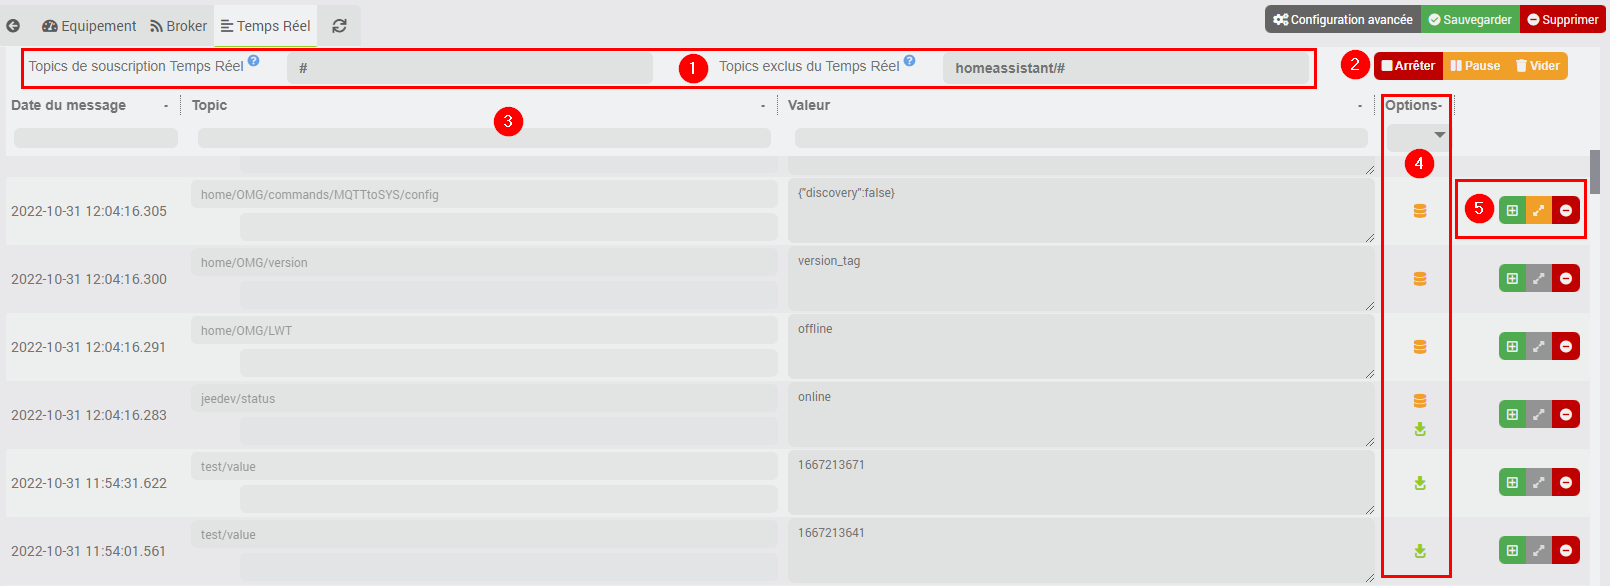 Equipement Broker Temps Réel Configuration avancée Sauvegarder Supprimer
Topics de souscription Temps Réel ? # 1 Topics exclus du Temps Réel ? homeassistant/# 2 Arrêter Pause Vider
Date du message - Topic - Valeur - Options-
3
4
2022-10-31 12:04:16.305 home/OMG/commands/MQTTtoSYS/config {"discovery":false} 5
2022-10-31 12:04:16.300 home/OMG/version version_tag
2022-10-31 12:04:16.291 home/OMG/LWT offline
2022-10-31 12:04:16.283 jeedev/status online
2022-10-31 11:54:31.622 test/value 1667213671
2022-10-31 11:54:01.561 test/value 1667213641